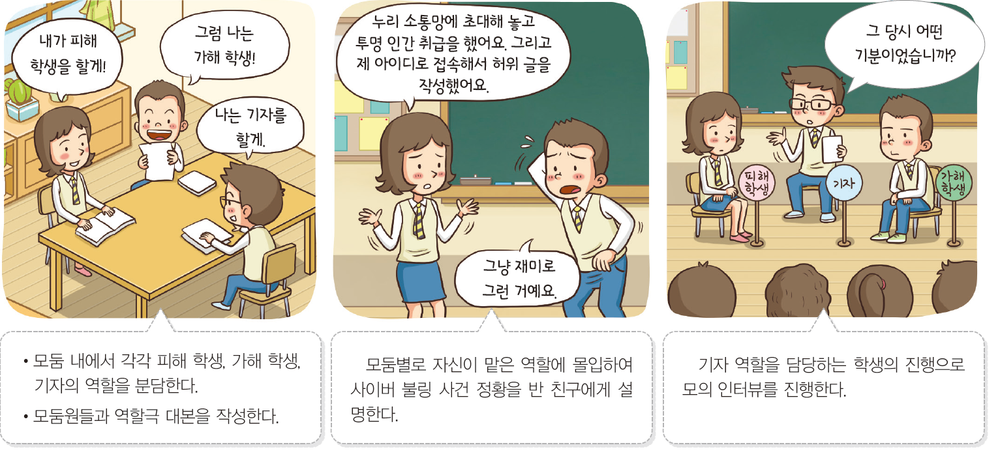 내가 피해
학생을 할게!
그럼 나는
가해 학생!
나는 기자를
할게.
• 모둠 내에서 각각 피해 학생, 가해 학생,
기자의 역할을 분담한다.
• 모둠원들과 역할극 대본을 작성한다.
누리 소통망에 초대해 놓고
투명 인간 취급을 했어요. 그리고
제 아이디로 접속해서 허위 글을
작성했어요.
그냥 재미로
그런 거예요.
모둠별로 자신이 맡은 역할에 몰입하여
사이버 불링 사건 정황을 반 친구에게 설
명한다.
그 당시 어떤
기분이었습니까?
피해
학생
기자
가해
학생
기자 역할을 담당하는 학생의 진행으로
모의 인터뷰를 진행한다.